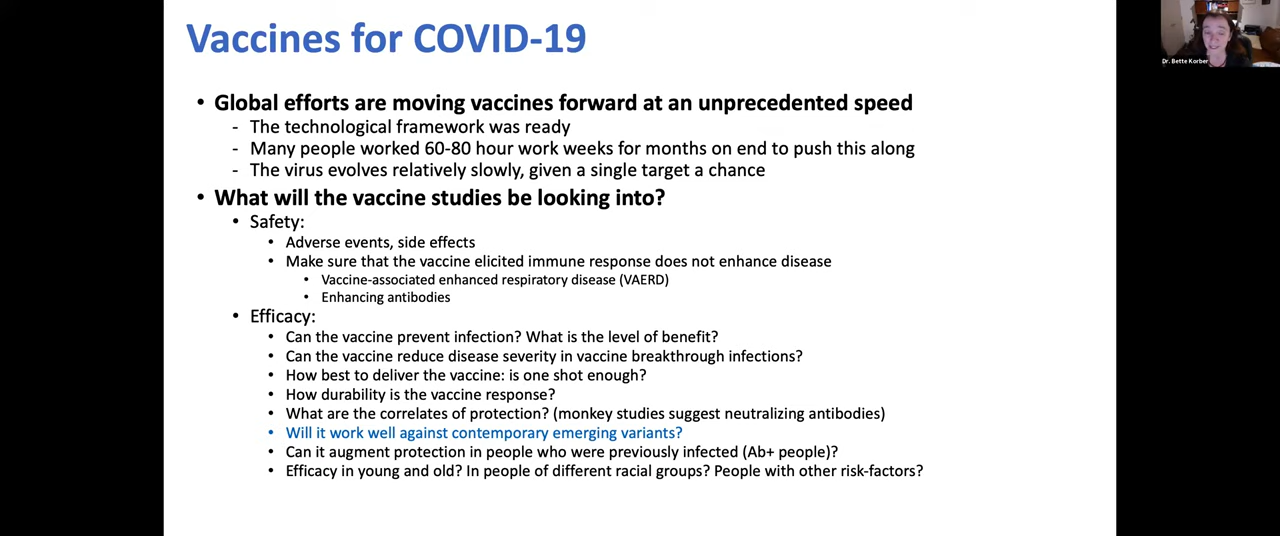 Vaccines for COVID-19
Dr. Bette Korber
• Global efforts are moving vaccines forward at an unprecedented speed
- The technological framework was ready
- Many people worked 60-80 hour work weeks for months on end to push this along
- The virus evolves relatively slowly, given a single target a chance
• What will the vaccine studies be looking into?
• Safety:
• Adverse events, side effects
• Make sure that the vaccine elicited immune response does not enhance disease
• Vaccine-associated enhanced respiratory disease (VAERD)
• Enhancing antibodies
• Efficacy:
• Can the vaccine prevent infection? What is the level of benefit?
• Can the vaccine reduce disease severity in vaccine breakthrough infections?
• How best to deliver the vaccine: is one shot enough?
• How durability is the vaccine response?
• What are the correlates of protection? (monkey studies suggest neutralizing antibodies)
• Will it work well against contemporary emerging variants?
• Can it augment protection in people who were previously infected (Ab+ people)?
• Efficacy in young and old? In people of different racial groups? People with other risk-factors?